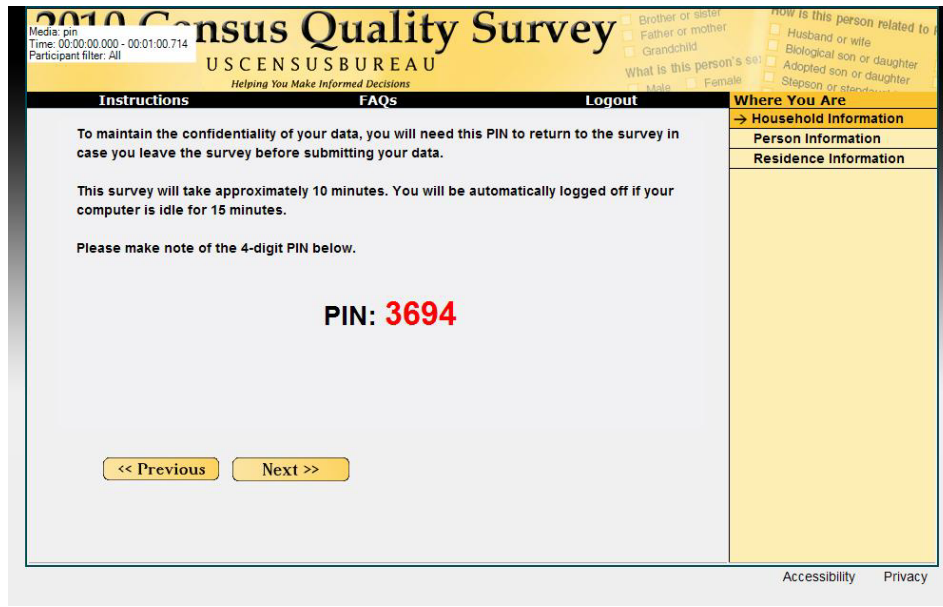 Media: pin
Time: 00:00:00.000 - 00:01:00.714
Participant filter: All
2010 Census Quality Survey
USCENSUSBUREAU
Helping You Make Informed Decisions
Brother or sister
Father or mother
Grandchild
What is this person's sex
Male Female
How is this person related to
Husband or wife
Biological son or daughter
Adopted son or daughter
Stepson or
Instructions FAQs Logout
To maintain the confidentiality of your data, you will need this PIN to return to the survey in
case you leave the survey before submitting your data.
This survey will take approximately 10 minutes. You will be automatically logged off if your
computer is idle for 15 minutes.
Please make note of the 4-digit PIN below.
PIN: 3694
<< Previous Next >>
Where You Are
→ Household Information
Person Information
Residence Information
Accessibility Privacy